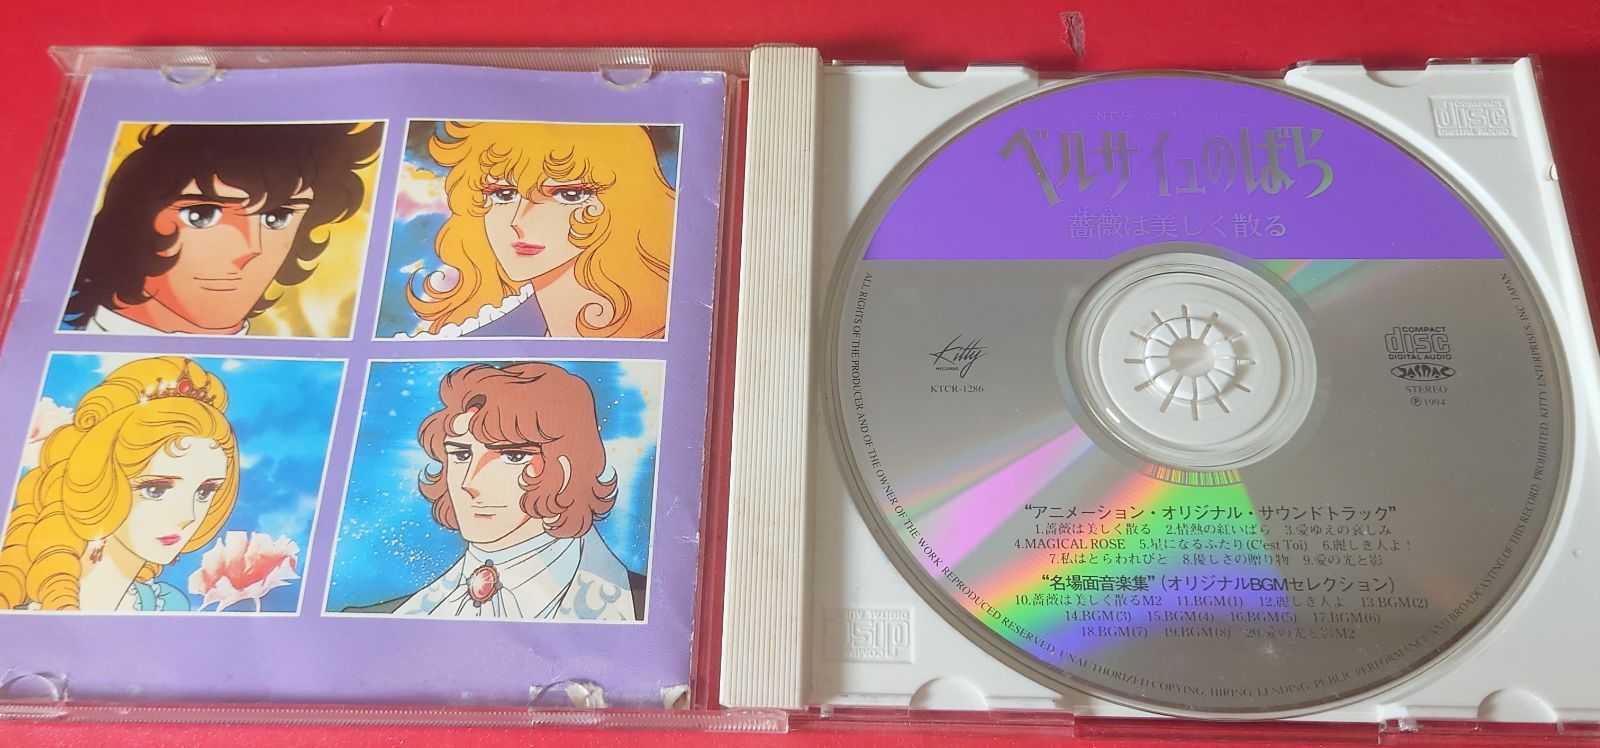 －NTV系アニメーション－
ベルサイユのばら
ばら
薔薇は美しく散る
Kitty
RECORDS
KTCR-1286
COMPACT
disc
DIGITAL AUDIO
JASRAC
STEREO
Ⓟ1994
“アニメーション・オリジナル・サウンドトラック”
1.薔薇は美しく散る 2.情熱の紅いばら 3.愛ゆえの哀しみ
4.MAGICAL ROSE 5.星になるふたり(C'est Toi) 6.麗しき人よ!
7.私はとらわれびと 8.優しさの贈り物 9.愛の光と影
“名場面音楽集”(オリジナルBGMセレクション)
10.薔薇は美しく散るM2 11.BGM(1) 12.麗しき人よ 13.BGM(2)
14.BGM(3) 15.BGM(4) 16.BGM(5) 17.BGM(6)
18.BGM(7) 19.BGM(8) 20.愛の光と影M2
ALL RIGHTS OF THE PRODUCER AND OF THE OWNER OF THE WORK REPRODUCED RESERVED. UNAUTHORIZED COPYING, HIRING, LENDING, PUBLIC PERFORMANCE AND BROADCASTING OF THIS RECORD PROHIBITED. KITTY ENTERPRISES, INC. JAPAN
COMPACT
disc
DIGITAL AUDIO